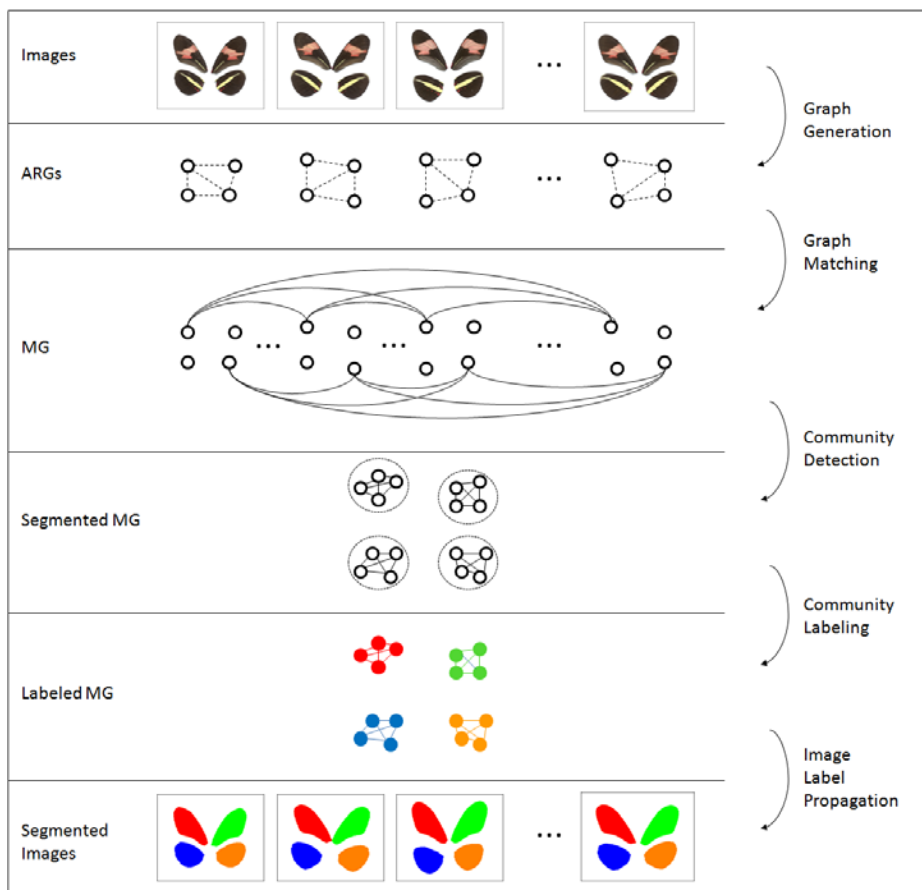 Images
Graph
Generation
ARGs
Graph
Matching
MG
Community
Detection
Segmented MG
Community
Labeling
Labeled MG
Image
Label
Propagation
Segmented
Images